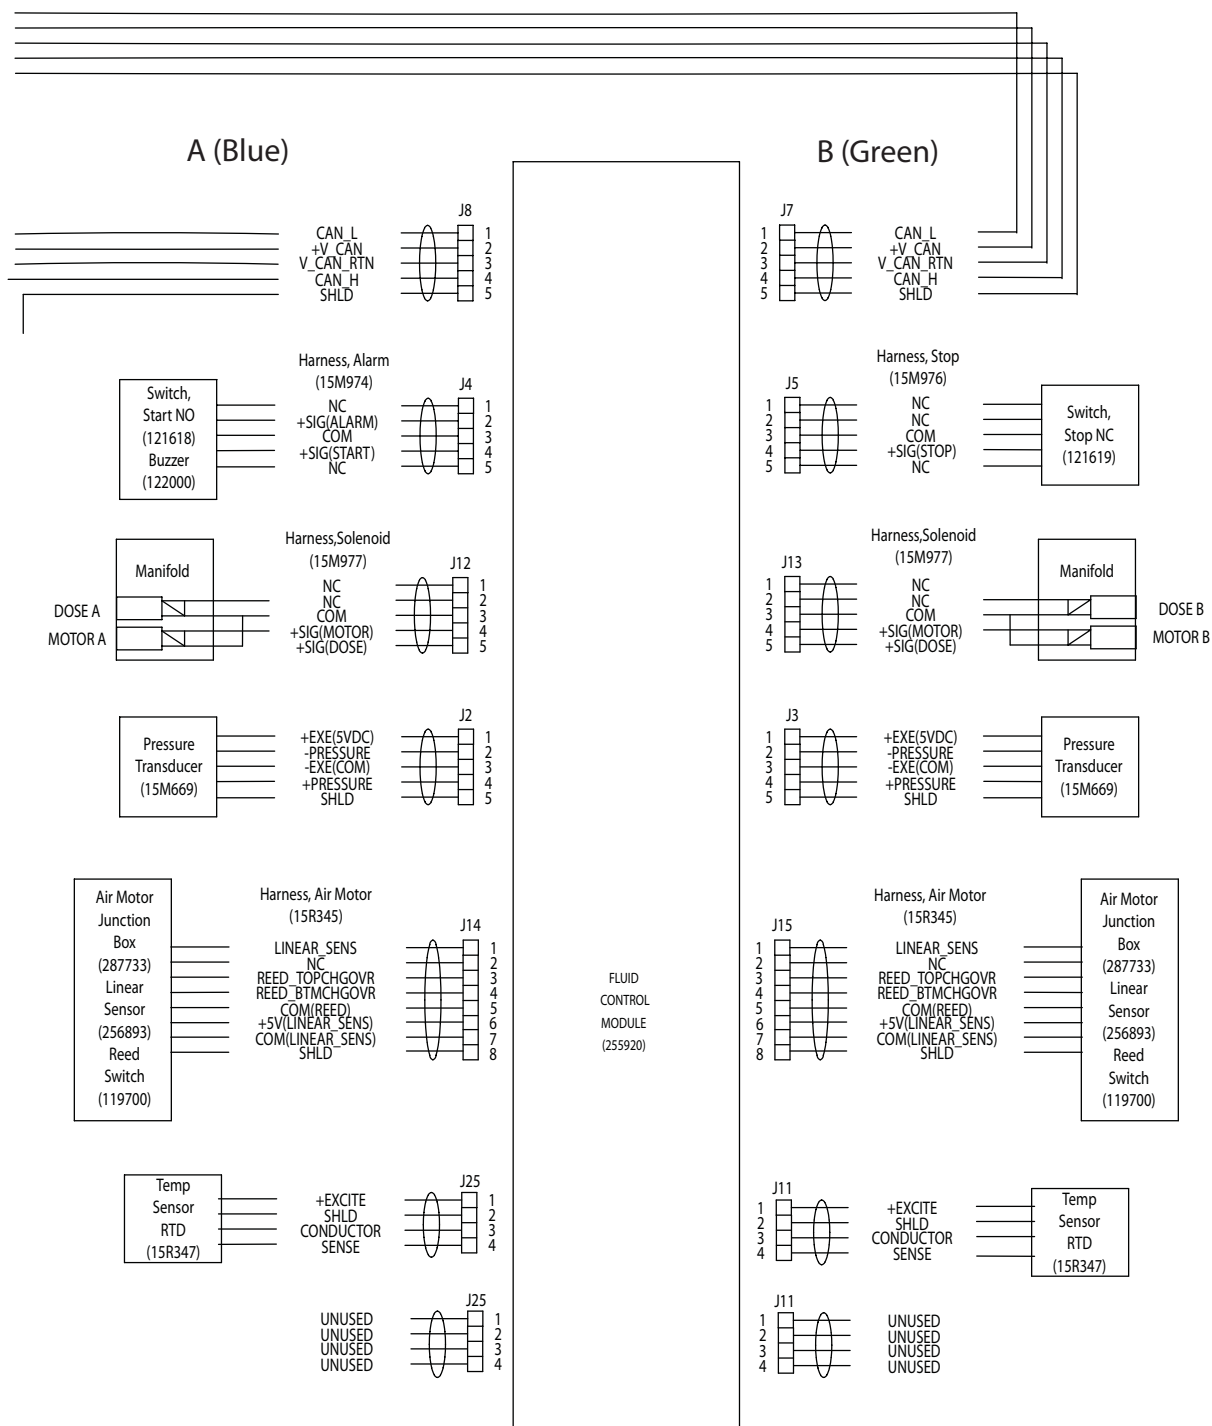 A (Blue)
B (Green)
J8
CAN_L 1
+V_CAN 2
V_CAN_RTN 3
CAN_H 4
SHLD 5
J7
1 CAN_L
2 +V_CAN
3 V_CAN_RTN
4 CAN_H
5 SHLD
Harness, Alarm
(15M974)
J4
Switch,
Start NO
(121618)
Buzzer
(122000)
NC 1
+SIG(ALARM) 2
COM 3
+SIG(START) 4
NC 5
Harness, Stop
(15M976)
J5
1 NC
2 NC
3 COM
4 +SIG(STOP)
5 NC
Switch,
Stop NC
(121619)
Harness,Solenoid
(15M977)
J12
Manifold
DOSE A
MOTOR A
NC 1
NC 2
COM 3
+SIG(MOTOR) 4
+SIG(DOSE) 5
Harness,Solenoid
(15M977)
J13
1 NC
2 NC
3 COM
4 +SIG(MOTOR)
5 +SIG(DOSE)
Manifold
DOSE B
MOTOR B
J2
Pressure
Transducer
(15M669)
+EXE(5VDC) 1
-PRESSURE 2
-EXE(COM) 3
+PRESSURE 4
SHLD 5
J3
1 +EXE(5VDC)
2 -PRESSURE
3 -EXE(COM)
4 +PRESSURE
5 SHLD
Pressure
Transducer
(15M669)
Air Motor
Junction
Box
(287733)
Linear
Sensor
(256893)
Reed
Switch
(119700)
Harness, Air Motor
(15R345)
J14
LINEAR_SENS 1
NC 2
REED_TOPCHGOVR 3
REED_BTMCHGOVR 4
COM(REED) 5
+5V(LINEAR_SENS) 6
COM(LINEAR_SENS) 7
SHLD 8
FLUID
CONTROL
MODULE
(255920)
Harness, Air Motor
(15R345)
J15
1 LINEAR_SENS
2 NC
3 REED_TOPCHGOVR
4 REED_BTMCHGOVR
5 COM(REED)
6 +5V(LINEAR_SENS)
7 COM(LINEAR_SENS)
8 SHLD
Air Motor
Junction
Box
(287733)
Linear
Sensor
(256893)
Reed
Switch
(119700)
Temp
Sensor
RTD
(15R347)
J25
+EXCITE 1
SHLD 2
CONDUCTOR 3
SENSE 4
J11
1 +EXCITE
2 SHLD
3 CONDUCTOR
4 SENSE
Temp
Sensor
RTD
(15R347)
J25
UNUSED 1
UNUSED 2
UNUSED 3
UNUSED 4
J11
1 UNUSED
2 UNUSED
3 UNUSED
4 UNUSED